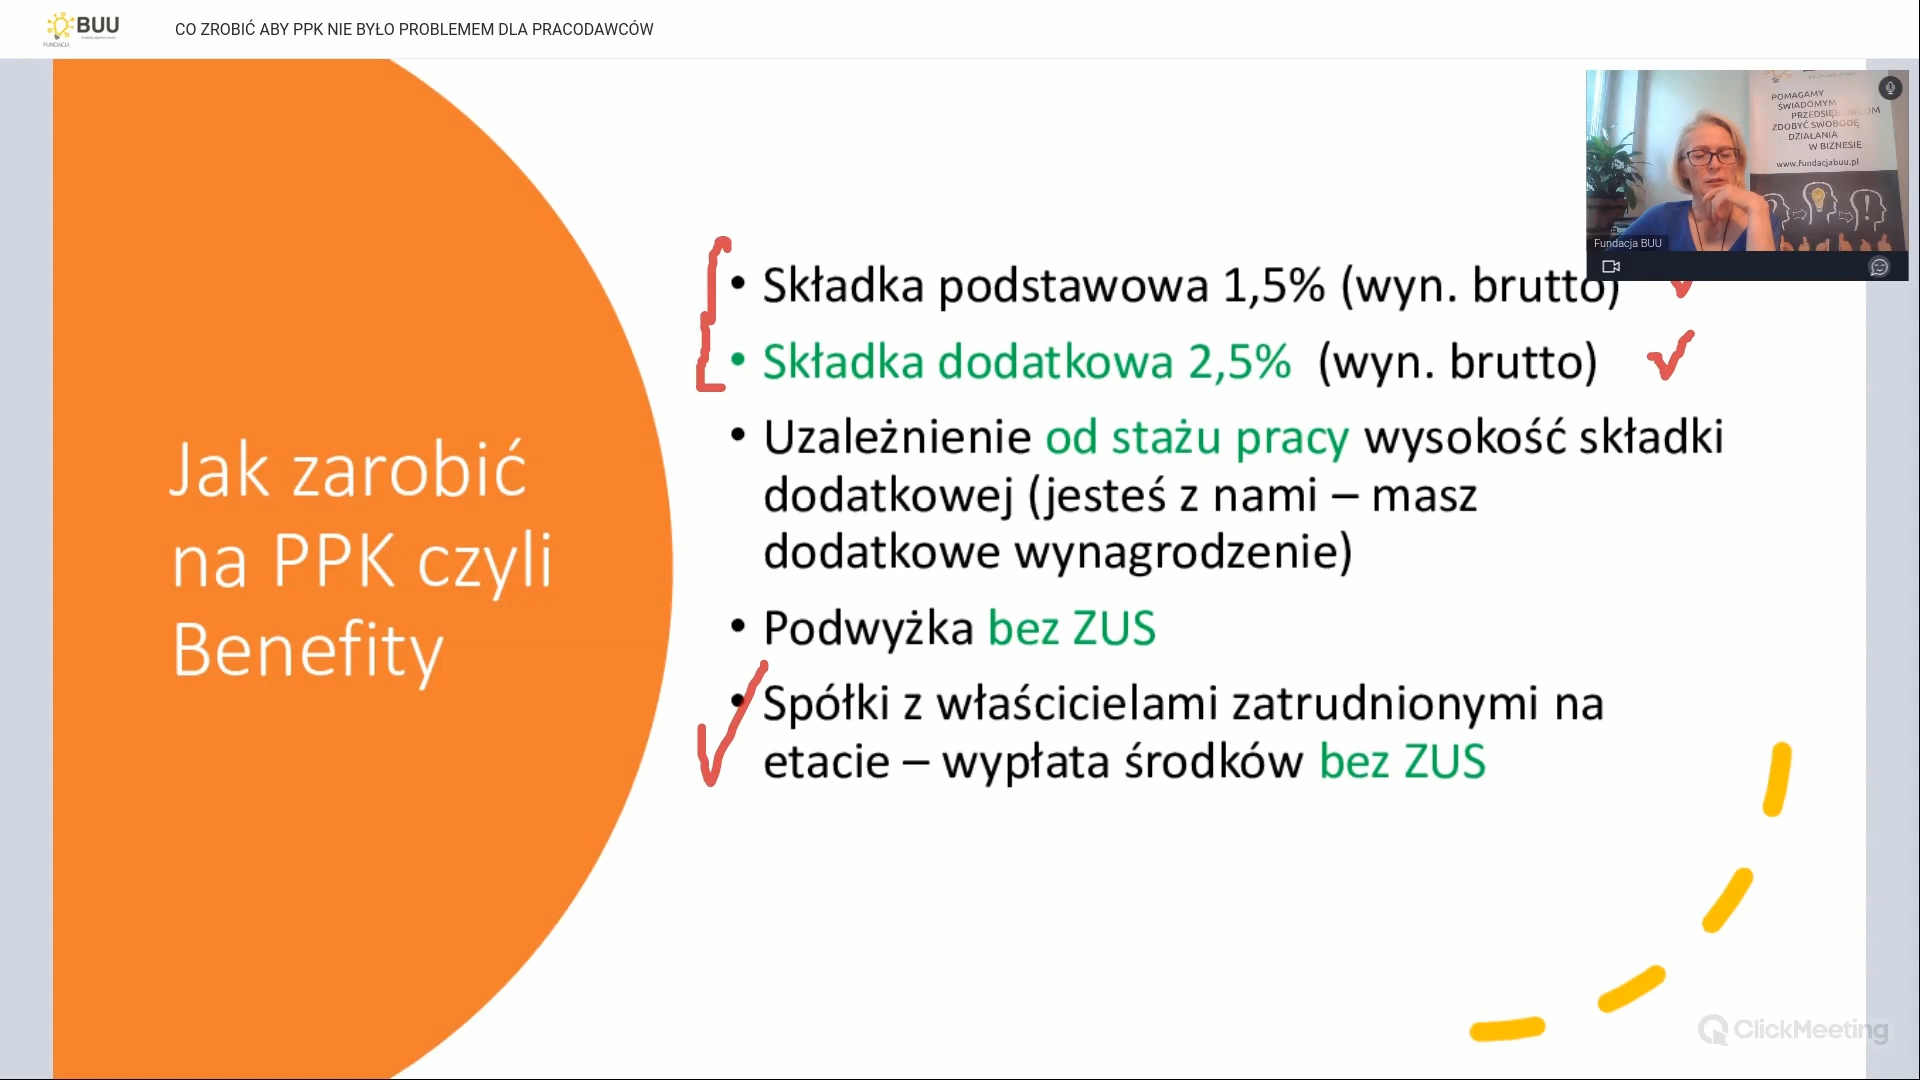 BUU
FUNDACJA
CO ZROBIĆ ABY PPK NIE BYŁO PROBLEMEM DLA PRACODAWCÓW
POMAGAMY
ŚWIADOMYM
ZDOBYĆ SWOBODĘ
DZIAŁANIA
W BIZNESIE
www.fundacjabuu.pl
Fundacja BUU
Jak zarobić
na PPK czyli
Benefity
• Składka podstawowa 1,5% (wyn. brutto)
• Składka dodatkowa 2,5% (wyn. brutto)
• Uzależnienie od stażu pracy wysokość składki
dodatkowej (jesteś z nami – masz
dodatkowe wynagrodzenie)
• Podwyżka bez ZUS
• Spółki z właścicielami zatrudnionymi na
etacie – wypłata środków bez ZUS
ClickMeeting